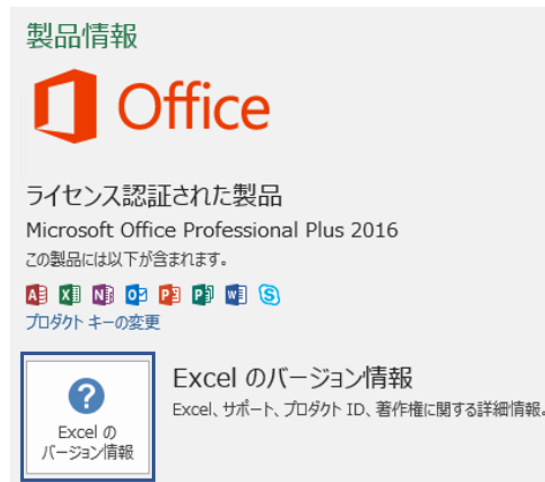 製品情報
Office
ライセンス認証された製品
Microsoft Office Professional Plus 2016
この製品には以下が含まれます。
A X N O P P W S
プロダクト キーの変更
Excel のバージョン情報
Excel、サポート、プロダクト ID、著作権に関する詳細情報。
Excel の
バージョン情報